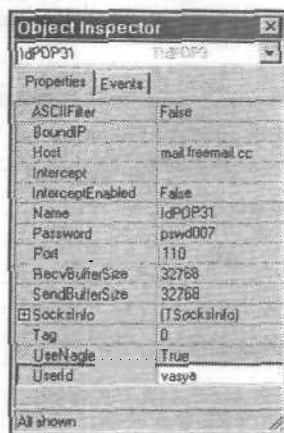 Object Inspector
IdPOP31 TIdPOP3
Properties Events
ASCIIFilter False
BoundIP
Host mail.freemail.cc
Intercept
InterceptEnabled False
Name IdPOP31
Password pswd007
Port 110
RecvBufferSize 32768
SendBufferSize 32768
SocksInfo (TSocksInfo)
Tag 0
UseNagle True
UserId vasya
All shown